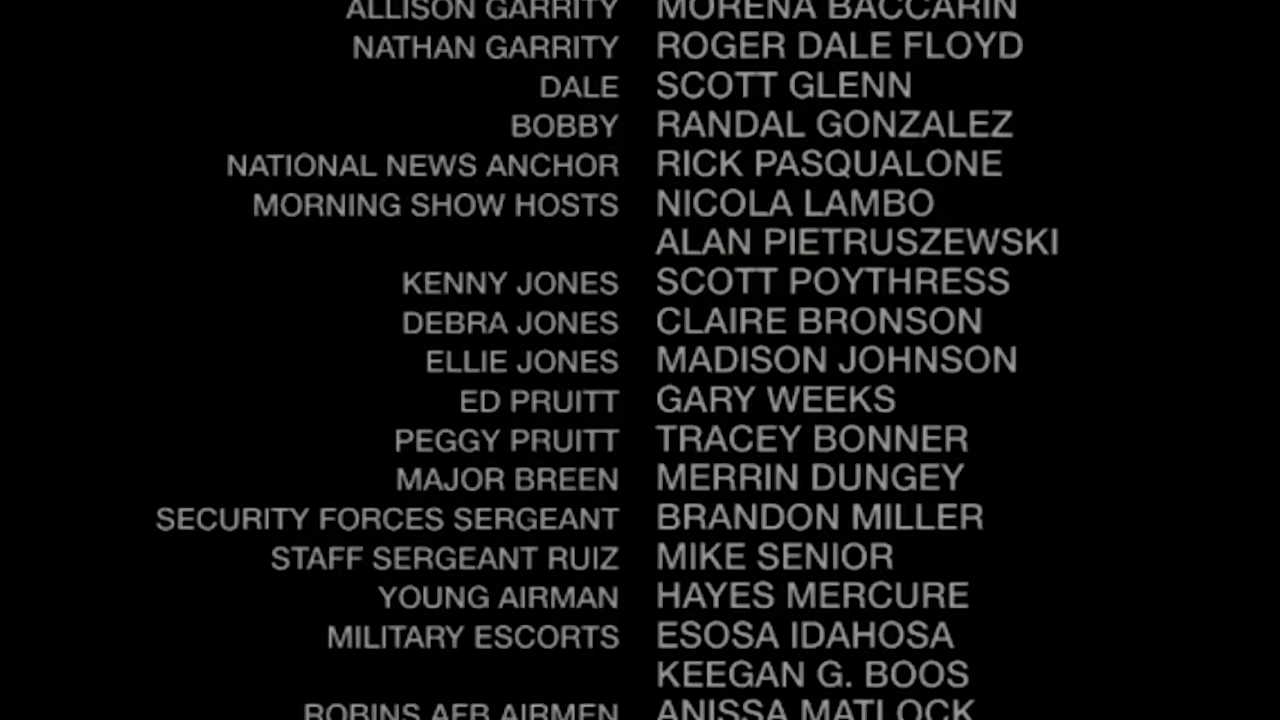 ALLISON GARRITY MORENA BACCARIN
NATHAN GARRITY ROGER DALE FLOYD
DALE SCOTT GLENN
BOBBY RANDAL GONZALEZ
NATIONAL NEWS ANCHOR RICK PASQUALONE
MORNING SHOW HOSTS NICOLA LAMBO
ALAN PIETRUSZEWSKI
KENNY JONES SCOTT POYTHRESS
DEBRA JONES CLAIRE BRONSON
ELLIE JONES MADISON JOHNSON
ED PRUITT GARY WEEKS
PEGGY PRUITT TRACEY BONNER
MAJOR BREEN MERRIN DUNGEY
SECURITY FORCES SERGEANT BRANDON MILLER
STAFF SERGEANT RUIZ MIKE SENIOR
YOUNG AIRMAN HAYES MERCURE
MILITARY ESCORTS ESOSA IDAHOSA
KEEGAN G. BOOS
ROBINS AFB AIRMEN ANISSA MATLOCK